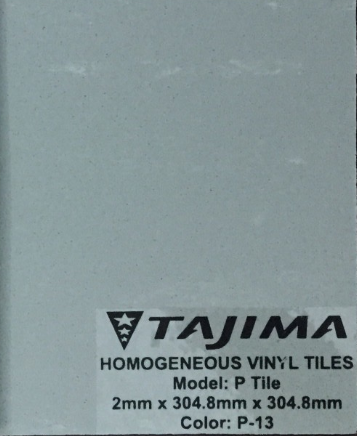 TAJIMA
HOMOGENEOUS VINYL TILES
Model: P Tile
2mm x 304.8mm x 304.8mm
Color: P-13